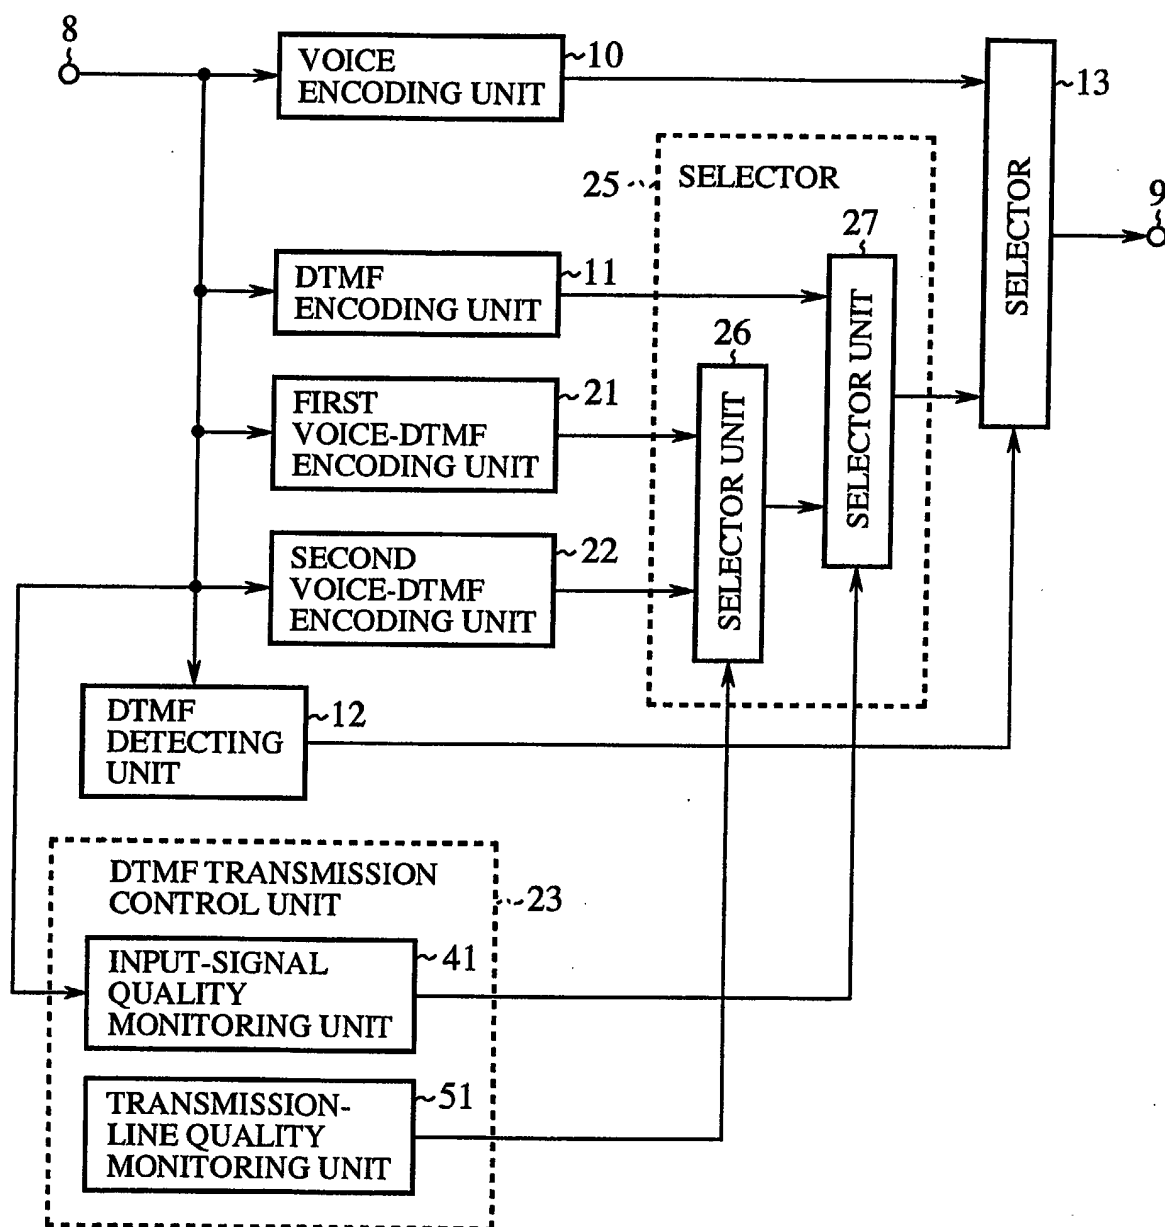 8
VOICE
ENCODING UNIT
10
13
SELECTOR
25
SELECTOR
9
27
SELECTOR UNIT
DTMF
ENCODING UNIT
11
26
SELECTOR UNIT
FIRST
VOICE-DTMF
ENCODING UNIT
21
SECOND
VOICE-DTMF
ENCODING UNIT
22
DTMF
DETECTING
UNIT
12
DTMF TRANSMISSION
CONTROL UNIT
23
INPUT-SIGNAL
QUALITY
MONITORING UNIT
41
TRANSMISSION-
LINE QUALITY
MONITORING UNIT
51